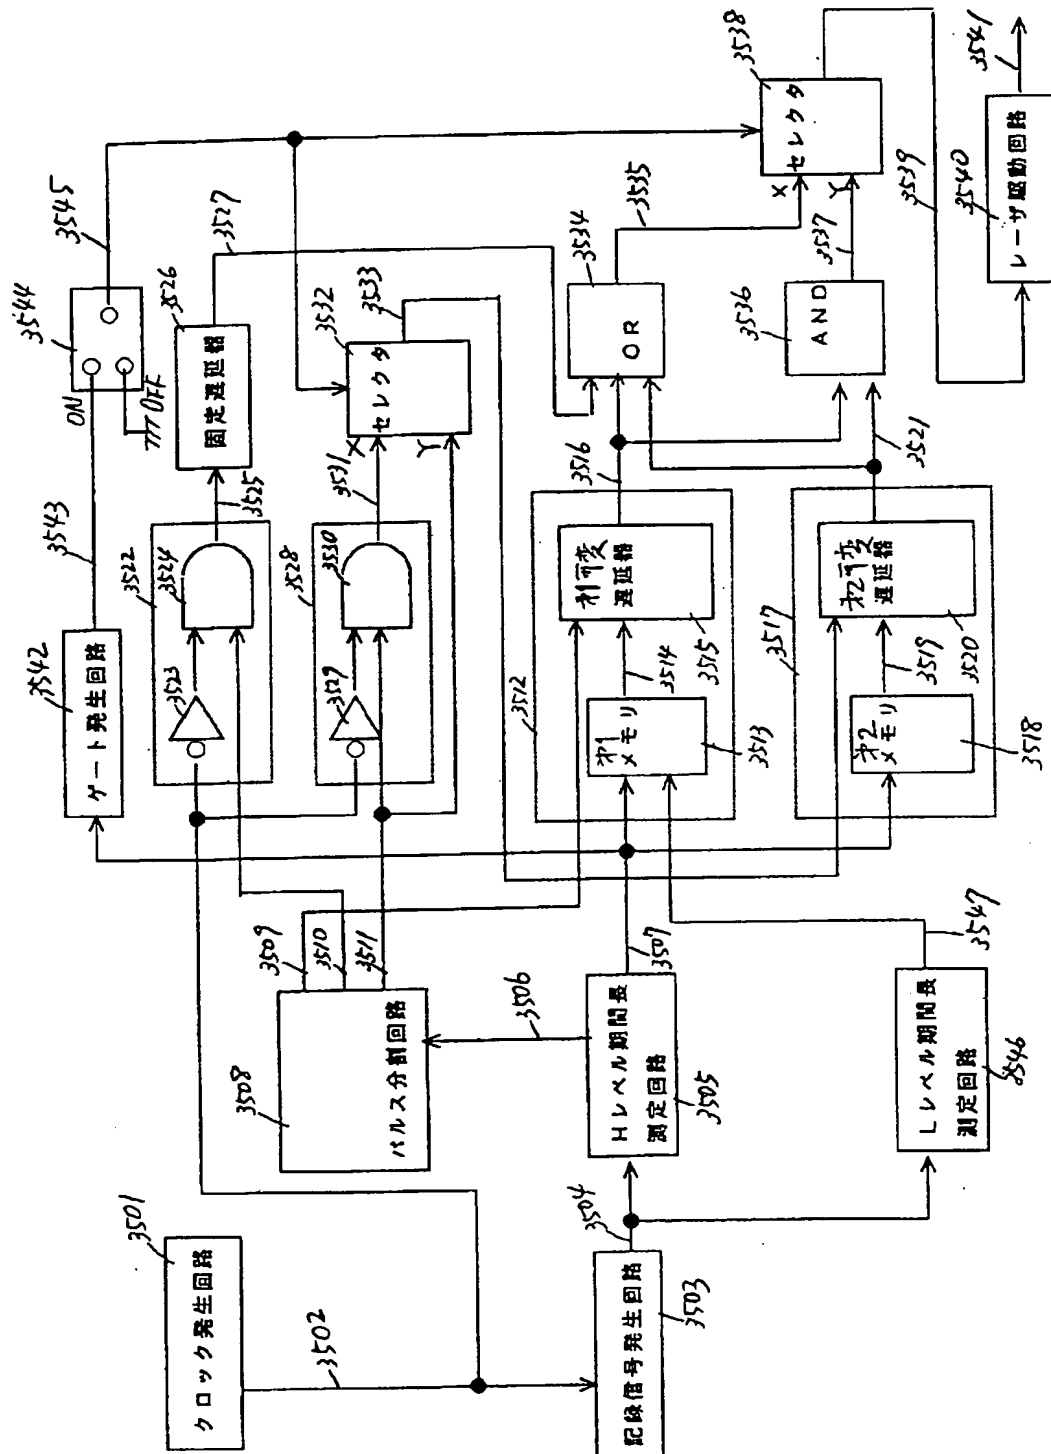 3501
クロック発生回路
3502
記録信号発生回路
3503
3504
Hレベル期間長
測定回路
3505
3506
3507
Lレベル期間長
測定回路
3546
3547
パルス分割回路
3508
3509
3510
3511
ゲート発生回路
3542
3543
ON
OFF
3544
3545
3522
3523
3524
3525
固定遅延器
3526
3527
3528
3529
3530
3531
X
Y
セレクタ
3532
3533
3512
第1
メモリ
3513
3514
第1可変
遅延器
3515
3516
3517
第2
メモリ
3518
3519
第2可変
遅延器
3520
3521
OR
3534
3535
AND
3536
3537
X
Y
セレクタ
3538
3539
レーザ駆動回路
3540
3541